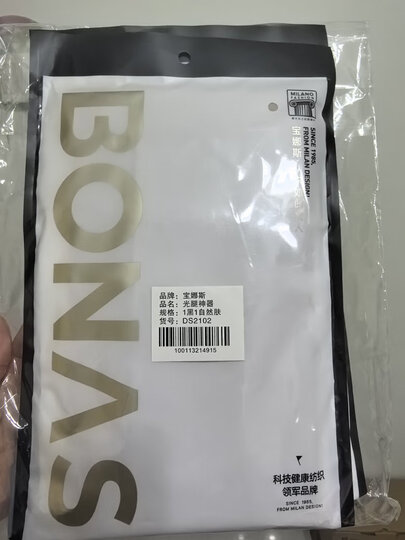 BONAS
MILANO
FASHION
SINCE 1985,
FROM MILAN DESIGN!
品牌：宝娜斯
品名：光腿神器
规格：1黑1自然肤
货号：DS2102
100113214915
科技健康纺织
领军品牌
SINCE 1985,
FROM MILAN DESIGN!